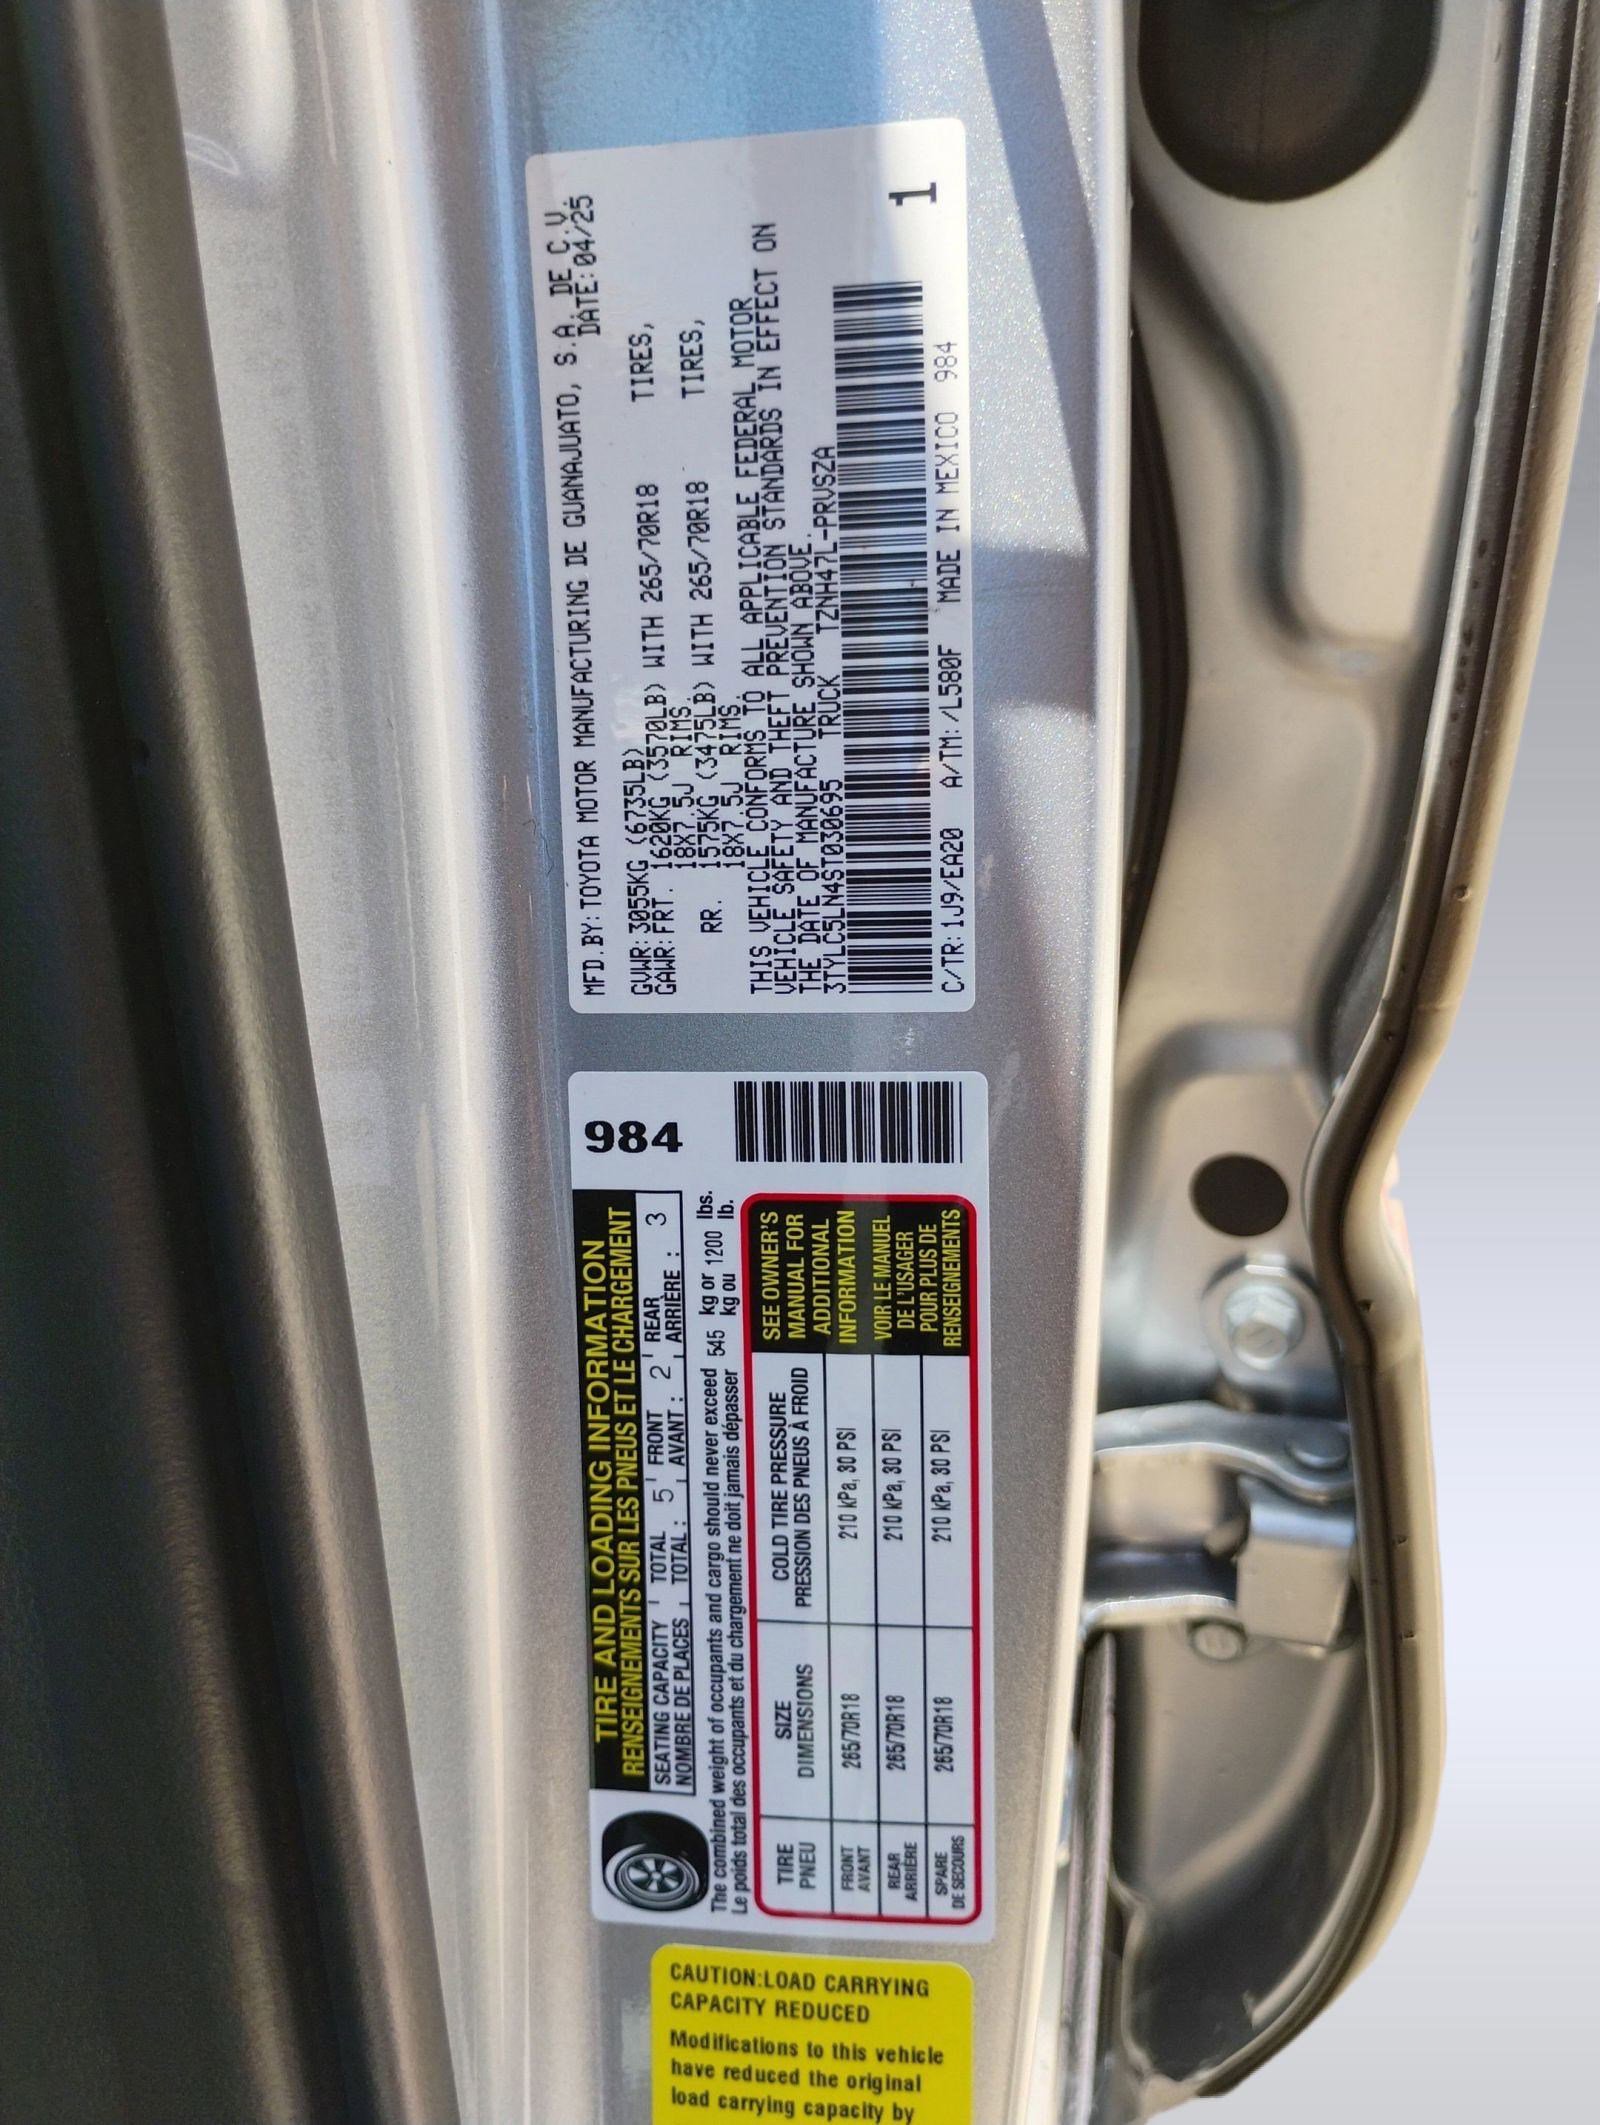 MFD.BY:TOYOTA MOTOR MANUFACTURING DE GUANAJUATO, S.A. DE C.V.
DATE:04/25
GVWR:3055KG (6735LB)
GAWR:FRT. 1620KG (3570LB) WITH 265/70R18 TIRES,
18X7.5J RIMS.
RR. 1575KG (3475LB) WITH 265/70R18 TIRES,
18X7.5J RIMS.
THIS VEHICLE CONFORMS TO ALL APPLICABLE FEDERAL MOTOR
VEHICLE SAFETY AND THEFT PREVENTION STANDARDS IN EFFECT ON
THE DATE OF MANUFACTURE SHOWN ABOVE.
3TYLC5LN4ST030695 TRUCK TZNH47L-PRVSZA
C/TR:1J9/EA20 A/TM:/L580F MADE IN MEXICO 984
1
TIRE AND LOADING INFORMATION
RENSEIGNEMENTS SUR LES PNEUS ET LE CHARGEMENT
984
SEATING CAPACITY TOTAL 5 FRONT 2 REAR 3
NOMBRE DE PLACES TOTAL : AVANT : ARRIÈRE :
The combined weight of occupants and cargo should never exceed 545 kg or 1200 lbs.
Le poids total des occupants et du chargement ne doit jamais dépasser kg ou lb.
TIRE SIZE COLD TIRE PRESSURE
PNEU DIMENSIONS PRESSION DES PNEUS À FROID
FRONT 265/70R18 210 kPa, 30 PSI
AVANT
REAR 265/70R18 210 kPa, 30 PSI
ARRIÈRE
SPARE 265/70R18 210 kPa, 30 PSI
DE SECOURS
SEE OWNER'S
MANUAL FOR
ADDITIONAL
INFORMATION
VOIR LE MANUEL
DE L'USAGER
POUR PLUS DE
RENSEIGNEMENTS
CAUTION:LOAD CARRYING
CAPACITY REDUCED
Modifications to this vehicle
have reduced the original
load carrying capacity by